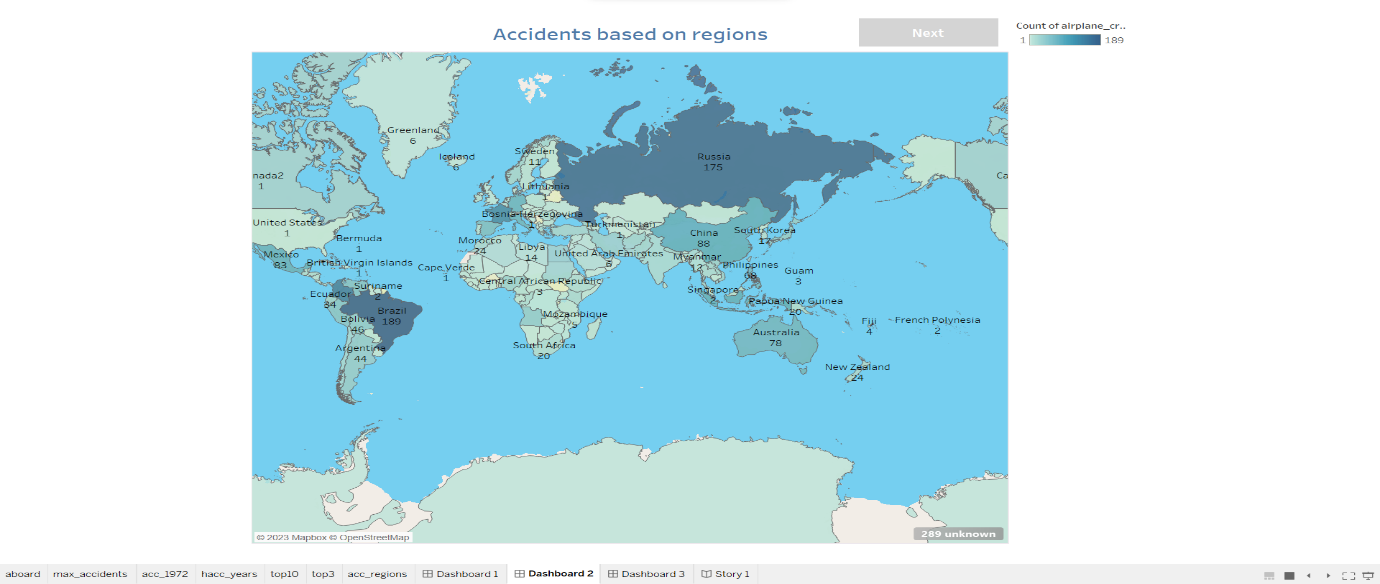 Accidents based on regions
Next
Count of airplane_cr..
1
189
Greenland
6
Iceland
6
Sweden
11
Russia
175
nada2
1
Ca
Lithuania
1
United States
1
Bosnia-Herzegovina
1
Turkmenistan
1
China
88
South Korea
17
Bermuda
1
Morocco
24
Libya
14
United Arab Emirates
6
Myanmar
Mexico
83
British Virgin Islands
1
Cape Verde
1
Philippines
68
Guam
3
Central African Republic
3
Suriname
2
Ecuador
34
Singapore
2
Papua New Guinea
20
Brazil
189
Bolivia
46
Mozambique
5
Fiji
4
French Polynesia
2
Australia
78
Argentina
44
South Africa
20
New Zealand
24
© 2023 Mapbox © OpenStreetMap
289 unknown
aboard
max_accidents
acc_1972
hacc_years
top10
top3
acc_regions
Dashboard 1
Dashboard 2
Dashboard 3
Story 1